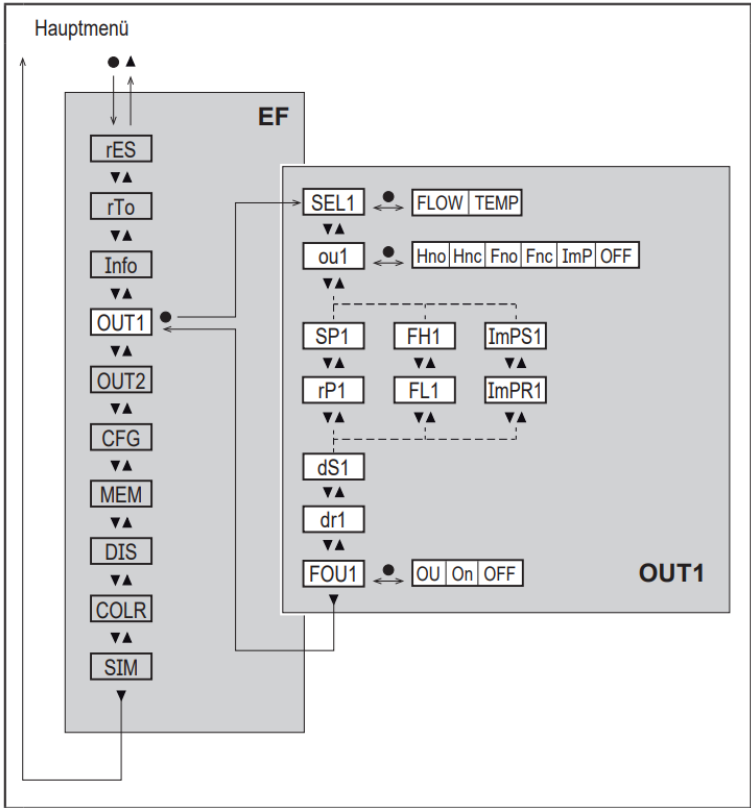 Hauptmenü
EF
rES
rTo
Info
OUT1
OUT2
CFG
MEM
DIS
COLR
SIM
SEL1 FLOW TEMP
ou1 Hno Hnc Fno Fnc ImP OFF
SP1 FH1 ImPS1
rP1 FL1 ImPR1
dS1
dr1
FOU1 OU On OFF
OUT1